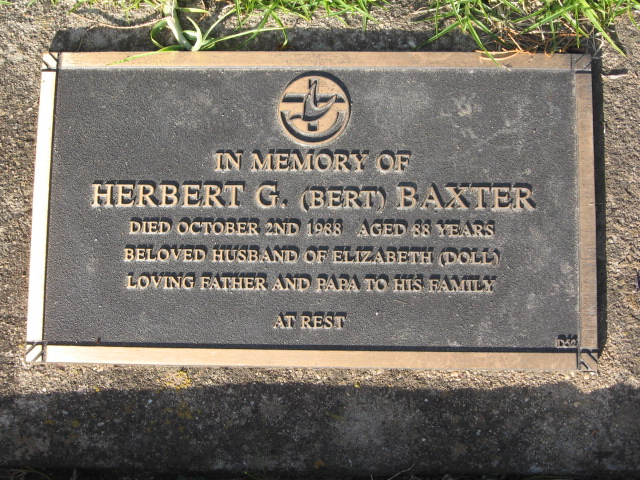 IN MEMORY OF
HERBERT G. (BERT) BAXTER
DIED OCTOBER 2ND 1988 AGED 88 YEARS
BELOVED HUSBAND OF ELIZABETH (DOLL)
LOVING FATHER AND PAPA TO HIS FAMILY
AT REST